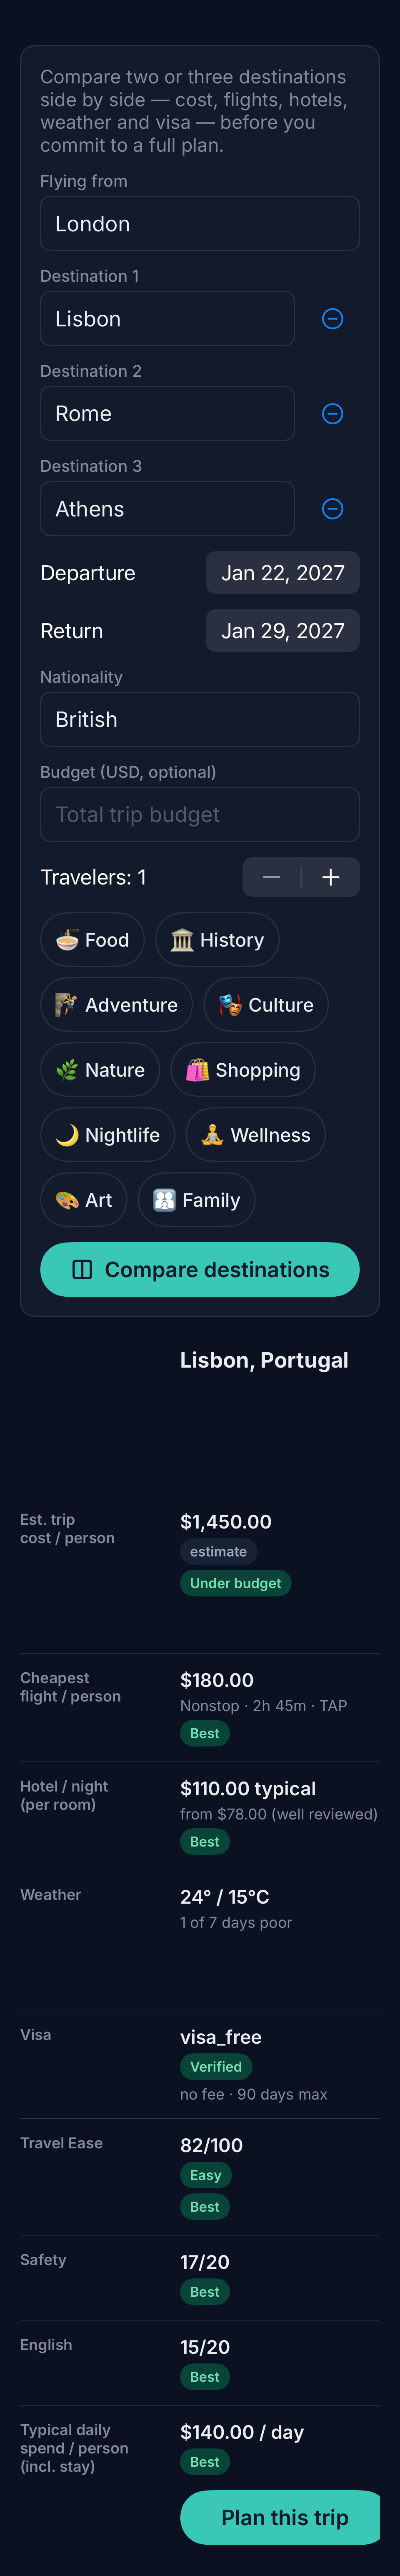 Compare two or three destinations
side by side — cost, flights, hotels,
weather and visa — before you
commit to a full plan.
Flying from
London
Destination 1
Lisbon
Destination 2
Rome
Destination 3
Athens
Departure
Jan 22, 2027
Return
Jan 29, 2027
Nationality
British
Budget (USD, optional)
Total trip budget
Travelers: 1
Food
History
Adventure
Culture
Nature
Shopping
Nightlife
Wellness
Art
Family
Compare destinations
Lisbon, Portugal
Est. trip
cost / person
$1,450.00
estimate
Under budget
Cheapest
flight / person
$180.00
Nonstop · 2h 45m · TAP
Best
Hotel / night
(per room)
$110.00 typical
from $78.00 (well reviewed)
Best
Weather
24° / 15°C
1 of 7 days poor
Visa
visa_free
Verified
no fee · 90 days max
Travel Ease
82/100
Easy
Best
Safety
17/20
Best
English
15/20
Best
Typical daily
spend / person
(incl. stay)
$140.00 / day
Best
Plan this trip